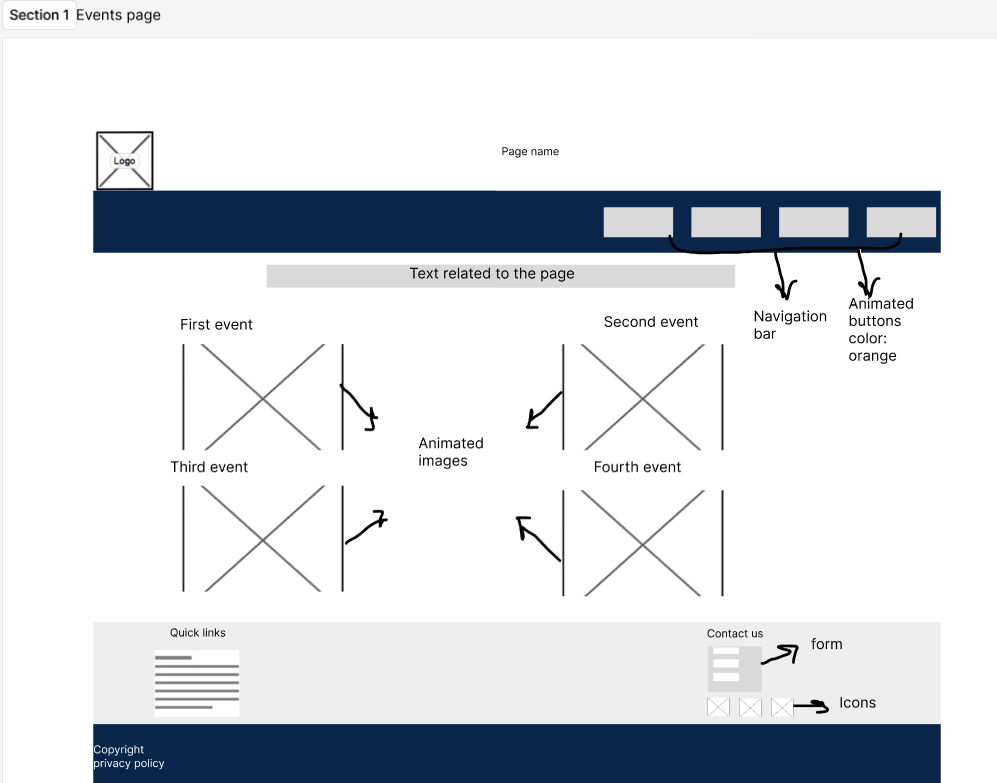 Section 1 Events page
Logo
Page name
Text related to the page
First event
Second event
Navigation
bar
Animated
buttons
color:
orange
Animated
images
Third event
Fourth event
Quick links
Contact us
form
Icons
Copyright
privacy policy